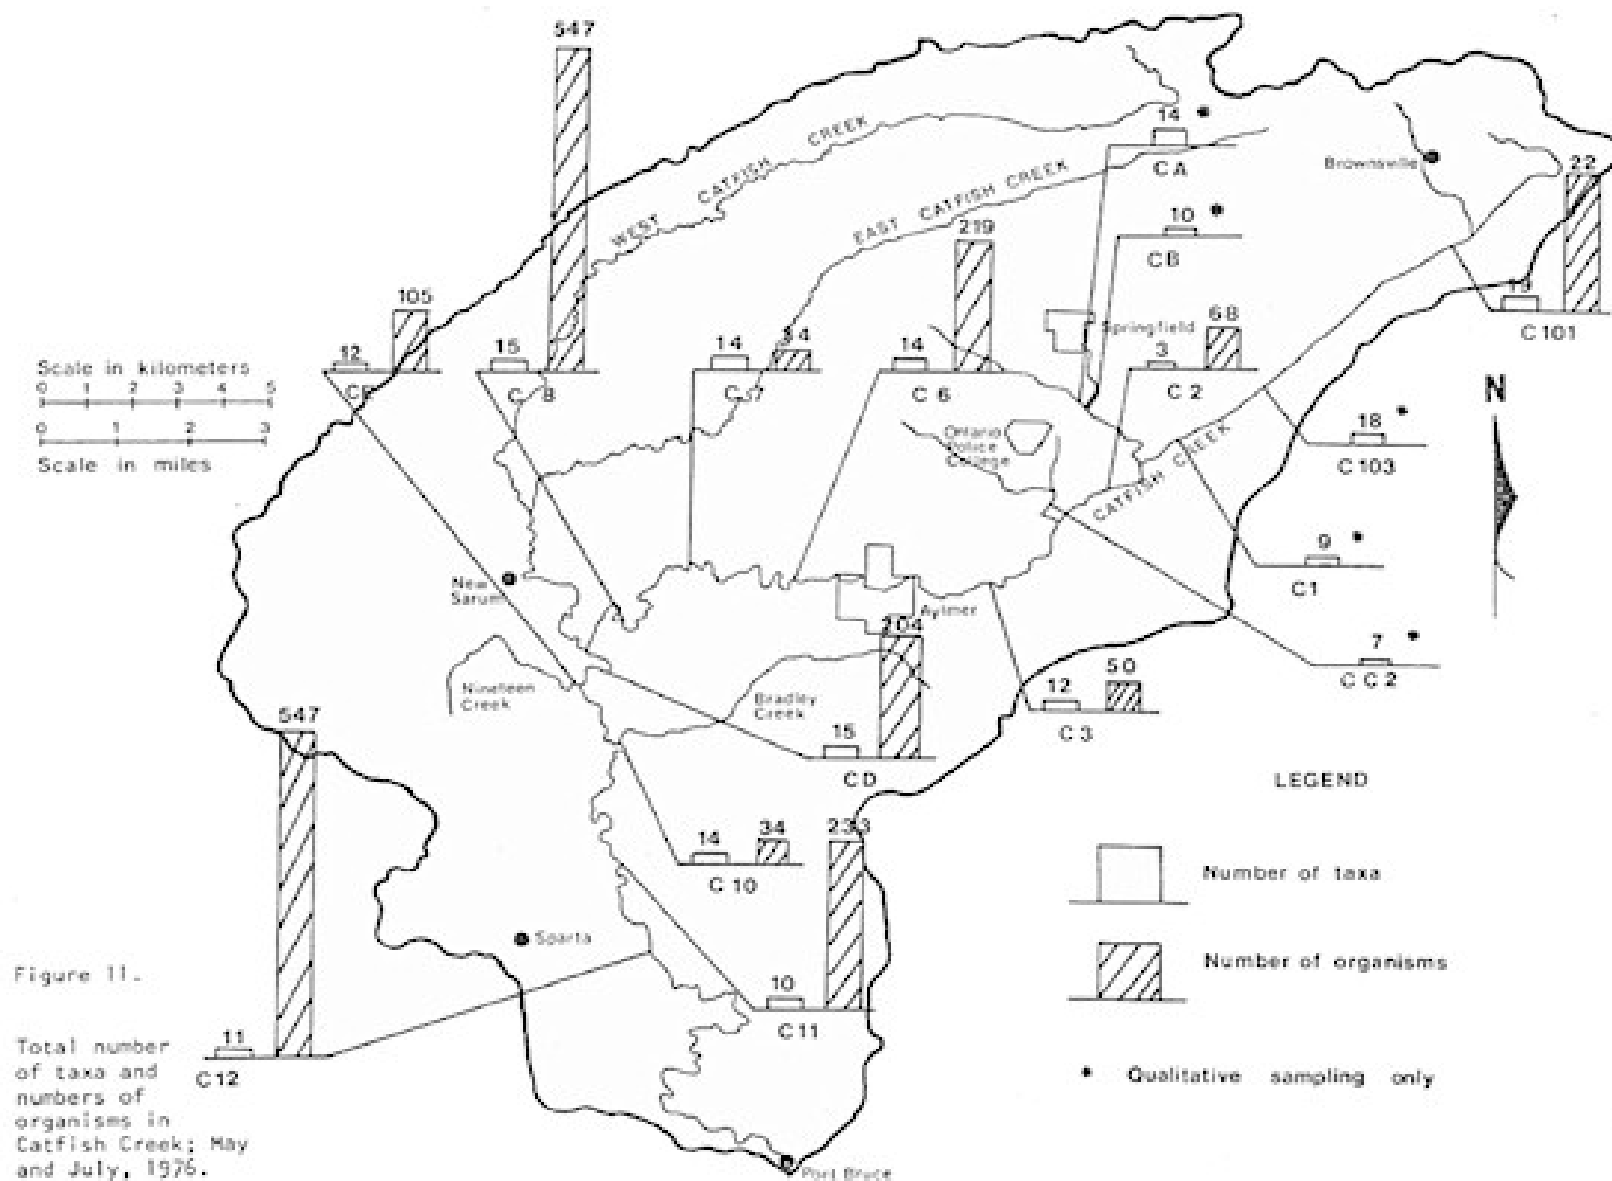 547
14
WEST CATFISH CREEK
EAST CATFISH CREEK
CA
Brownsville
22
10
CB
219
105
Springfield
68
15
C101
Scale in kilometers
0 1 2 3 4 5
0 1 2 3
Scale in miles
12
15
C 8
14
34
C 7
14
C 6
3
C 2
N
18
C 103
Ontario
Police
College
CATFISH CREEK
9
C1
New
Sarum
Aylmer
204
7
C C 2
Nineteen
Creek
Bradley
Creek
12
50
C 3
547
15
CD
LEGEND
14
34
C 10
233
Number of taxa
Sparta
Number of organisms
10
C11
11
C12
Qualitative sampling only
Port Bruce
Figure 11.
Total number
of taxa and
numbers of
organisms in
Catfish Creek; May
and July, 1976.